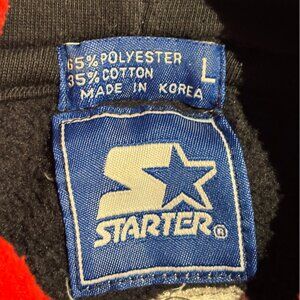 65% POLYESTER
35% COTTON
MADE IN KOREA
L
STARTER®